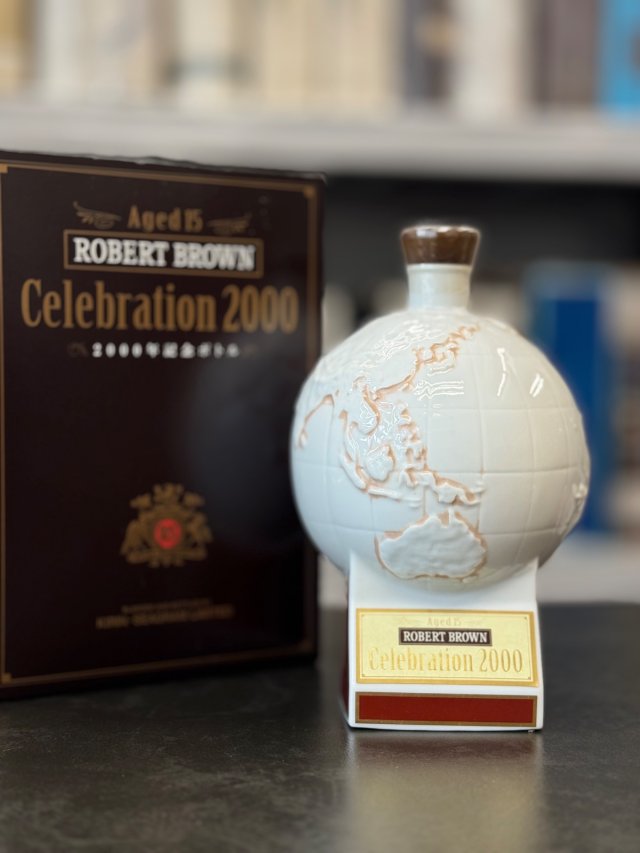 Aged 15
ROBERT BROWN
Celebration 2000
2000年記念ボトル
Aged 15
ROBERT BROWN
Celebration 2000